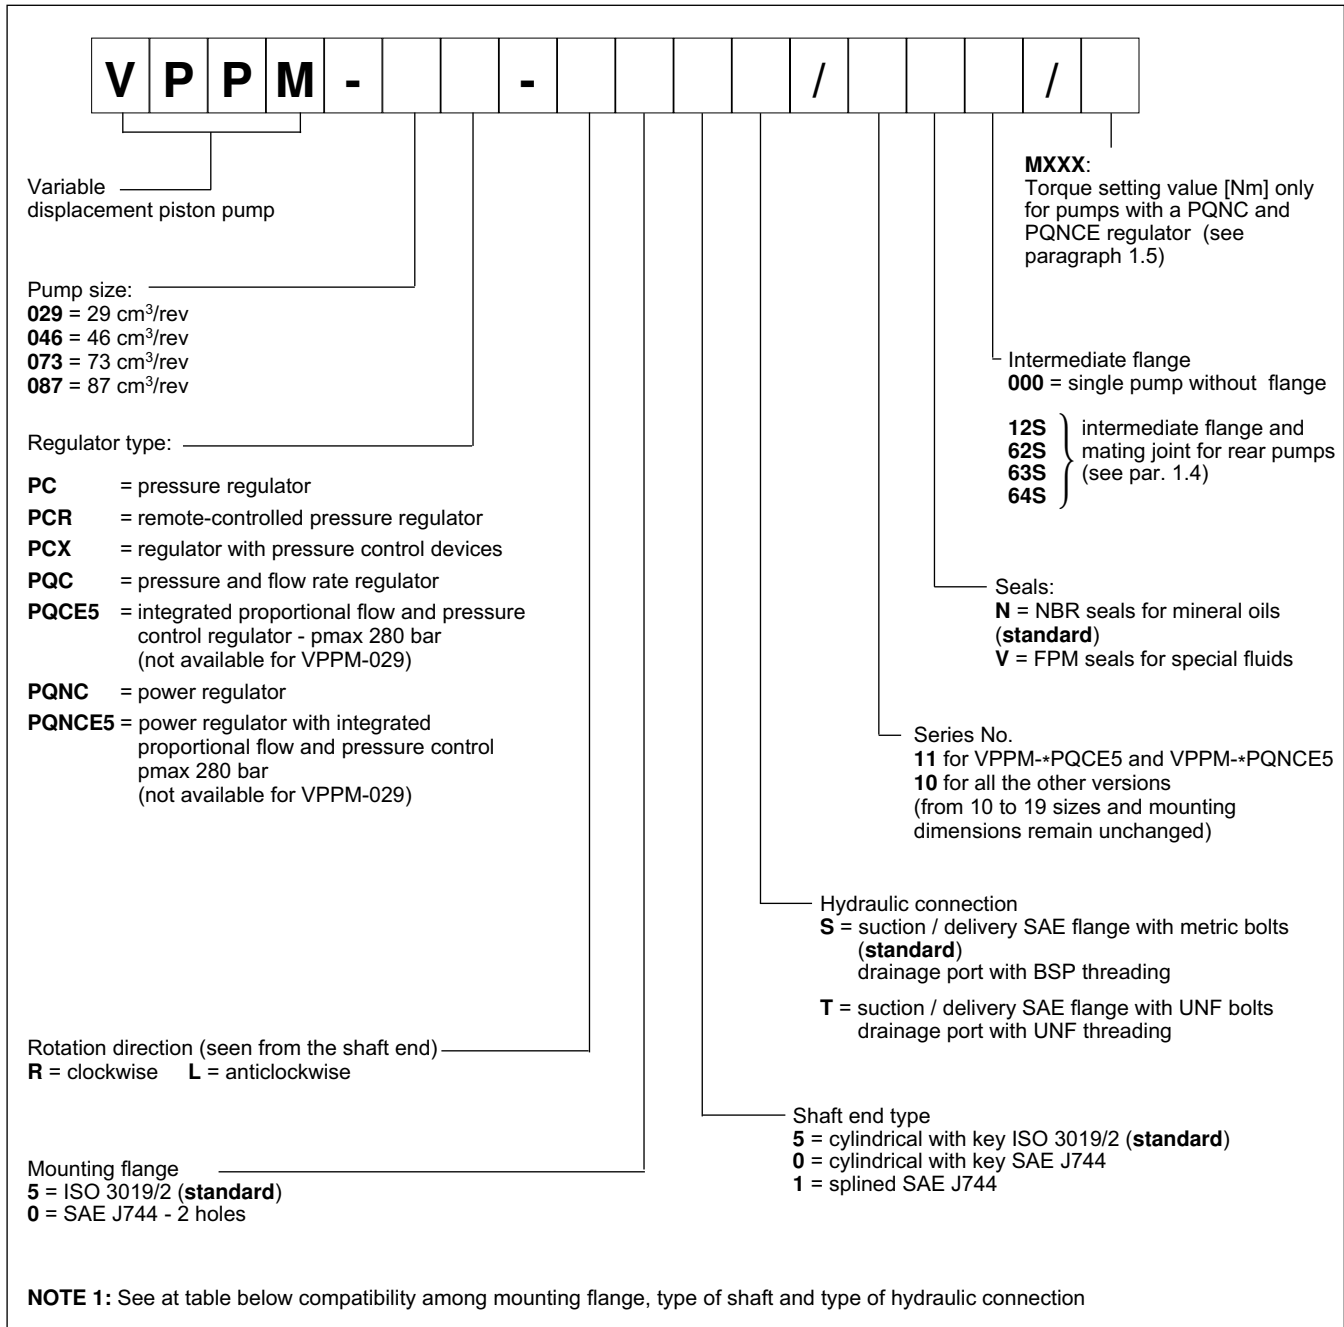 V P P M - - / /
Variable
displacement piston pump
Pump size:
029 = 29 cm³/rev
046 = 46 cm³/rev
073 = 73 cm³/rev
087 = 87 cm³/rev
Regulator type:
PC = pressure regulator
PCR = remote-controlled pressure regulator
PCX = regulator with pressure control devices
PQC = pressure and flow rate regulator
PQCE5 = integrated proportional flow and pressure
control regulator - pmax 280 bar
(not available for VPPM-029)
PQNC = power regulator
PQNCE5 = power regulator with integrated
proportional flow and pressure control
pmax 280 bar
(not available for VPPM-029)
Rotation direction (seen from the shaft end)
R = clockwise L = anticlockwise
Mounting flange
5 = ISO 3019/2 (standard)
0 = SAE J744 - 2 holes
MXXX:
Torque setting value [Nm] only
for pumps with a PQNC and
PQNCE regulator (see
paragraph 1.5)
Intermediate flange
000 = single pump without flange
12S
62S
63S
64S
intermediate flange and
mating joint for rear pumps
(see par. 1.4)
Seals:
N = NBR seals for mineral oils
(standard)
V = FPM seals for special fluids
Series No.
11 for VPPM-*PQCE5 and VPPM-*PQNCE5
10 for all the other versions
(from 10 to 19 sizes and mounting
dimensions remain unchanged)
Hydraulic connection
S = suction / delivery SAE flange with metric bolts
(standard)
drainage port with BSP threading
T = suction / delivery SAE flange with UNF bolts
drainage port with UNF threading
Shaft end type
5 = cylindrical with key ISO 3019/2 (standard)
0 = cylindrical with key SAE J744
1 = splined SAE J744
NOTE 1: See at table below compatibility among mounting flange, type of shaft and type of hydraulic connection